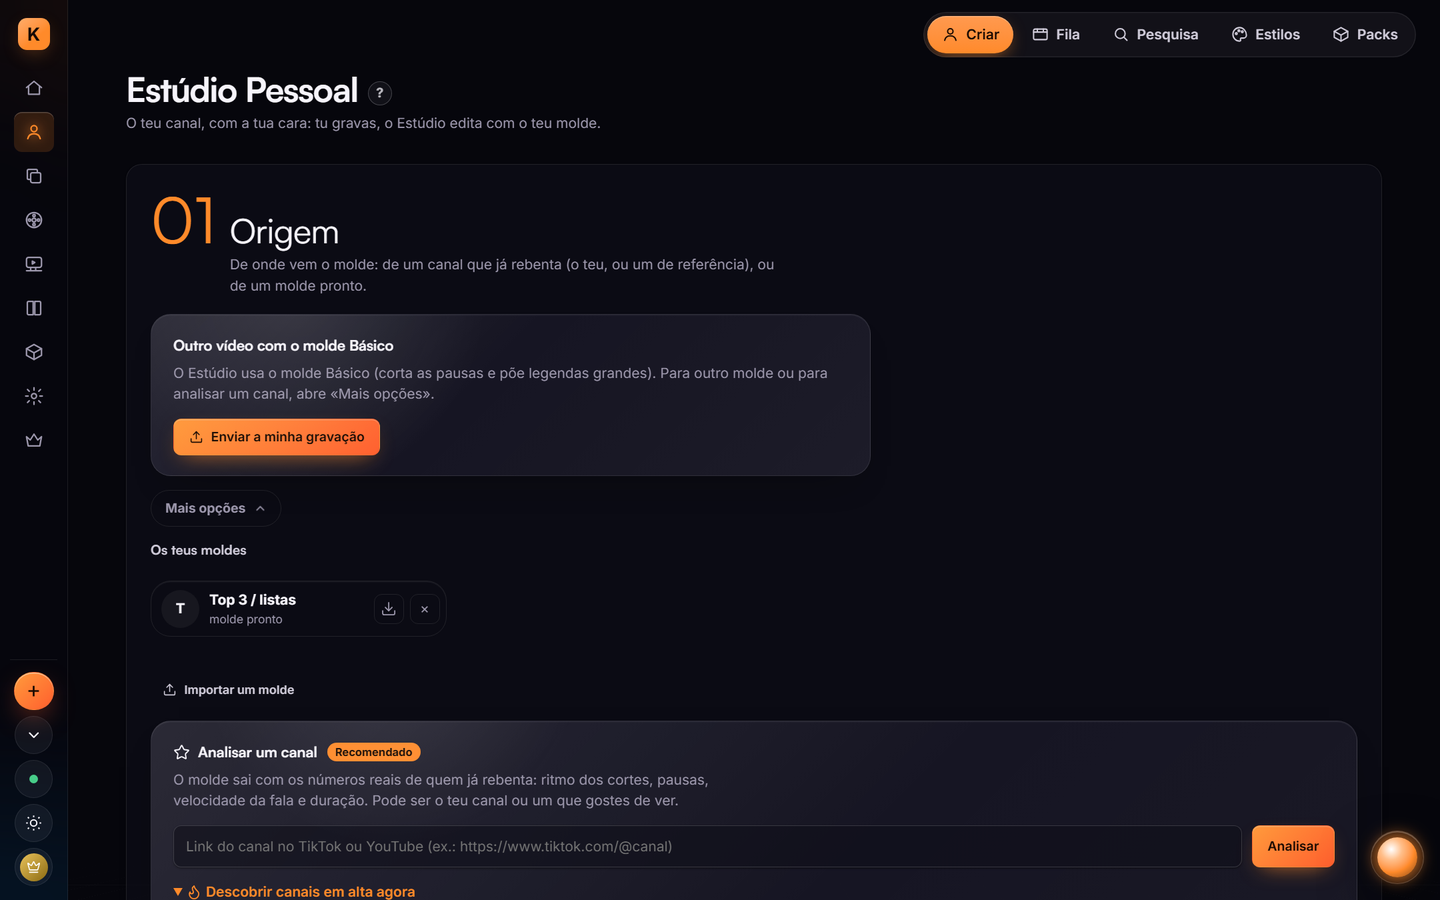 K
Criar
Fila
Pesquisa
Estilos
Packs
Estúdio Pessoal ?
O teu canal, com a tua cara: tu gravas, o Estúdio edita com o teu molde.
01 Origem
De onde vem o molde: de um canal que já rebenta (o teu, ou um de referência), ou
de um molde pronto.
Outro vídeo com o molde Básico
O Estúdio usa o molde Básico (corta as pausas e põe legendas grandes). Para outro molde ou para
analisar um canal, abre «Mais opções».
Enviar a minha gravação
Mais opções
Os teus moldes
T
Top 3 / listas
molde pronto
Importar um molde
Analisar um canal Recomendado
O molde sai com os números reais de quem já rebenta: ritmo dos cortes, pausas,
velocidade da fala e duração. Pode ser o teu canal ou um que gostes de ver.
Link do canal no TikTok ou YouTube (ex.: https://www.tiktok.com/@canal)
Analisar
Descobrir canais em alta agora